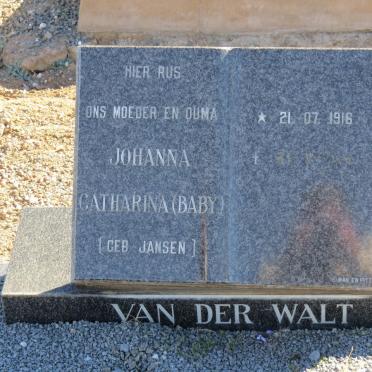 HIER RUS
ONS MOEDER EN OUMA
JOHANNA
CATHARINA (BABY)
[GEB JANSEN]
★ 21. 07. 1916
VAN DER WALT